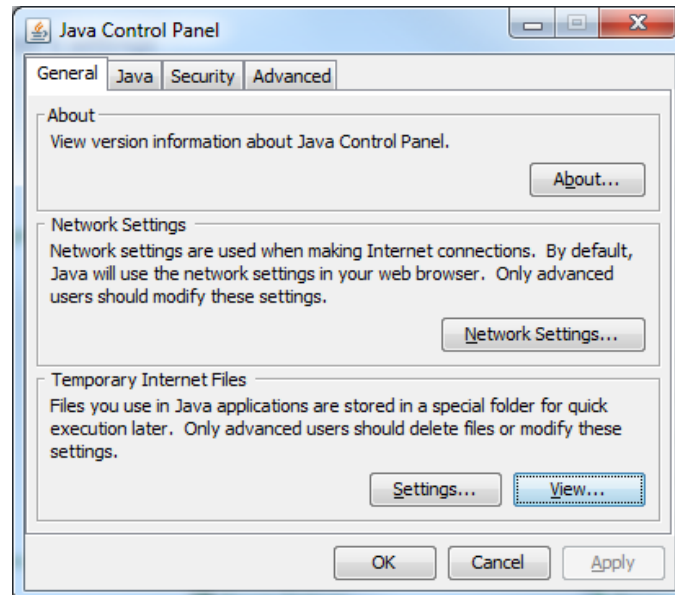 Java Control Panel
General Java Security Advanced
About
View version information about Java Control Panel.
About...
Network Settings
Network settings are used when making Internet connections.  By default,
Java will use the network settings in your web browser.  Only advanced
users should modify these settings.
Network Settings...
Temporary Internet Files
Files you use in Java applications are stored in a special folder for quick
execution later.  Only advanced users should delete files or modify these
settings.
Settings... View...
OK Cancel Apply